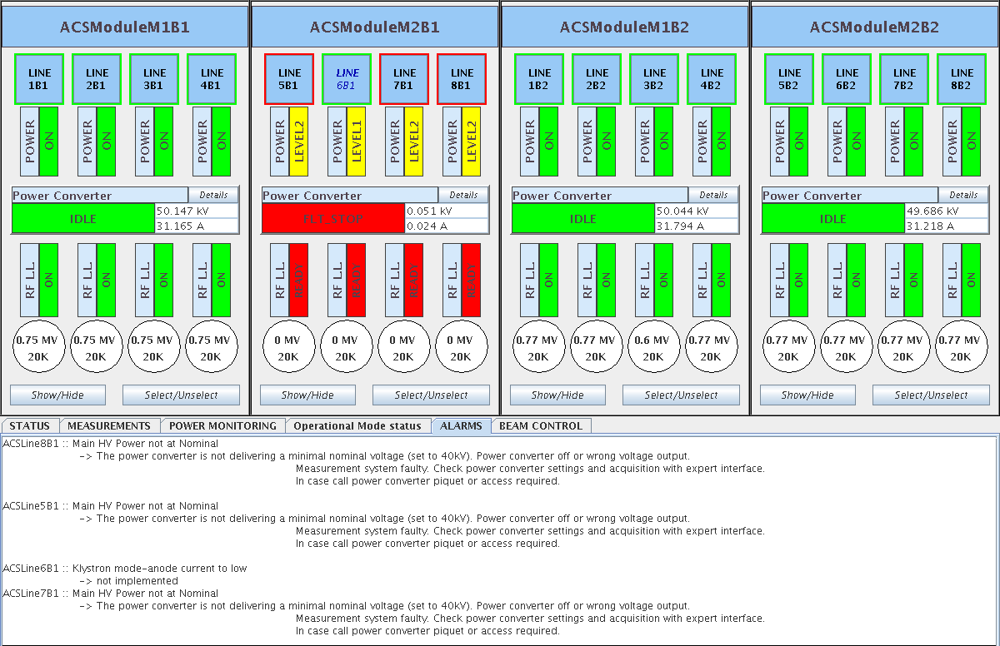 ACSModuleM1B1 ACSModuleM2B1 ACSModuleM1B2 ACSModuleM2B2
LINE 1B1 LINE 2B1 LINE 3B1 LINE 4B1 LINE 5B1 LINE 6B1 LINE 7B1 LINE 8B1 LINE 1B2 LINE 2B2 LINE 3B2 LINE 4B2 LINE 5B2 LINE 6B2 LINE 7B2 LINE 8B2
POWER ON POWER ON POWER ON POWER ON POWER LEVEL2 POWER LEVEL1 POWER LEVEL2 POWER LEVEL2 POWER ON POWER ON POWER ON POWER ON POWER ON POWER ON POWER ON POWER ON
Power Converter Details Power Converter Details Power Converter Details Power Converter Details
IDLE 50.147 kV FLT_STOP 0.051 kV IDLE 50.044 kV IDLE 49.686 kV
31.165 A 0.024 A 31.794 A 31.218 A
RF L.L. ON RF L.L. ON RF L.L. ON RF L.L. ON RF L.L. READY RF L.L. READY RF L.L. READY RF L.L. READY RF L.L. ON RF L.L. ON RF L.L. ON RF L.L. ON RF L.L. ON RF L.L. ON RF L.L. ON RF L.L. ON
0.75 MV 0.75 MV 0.75 MV 0.75 MV 0 MV 0 MV 0 MV 0 MV 0.77 MV 0.77 MV 0.6 MV 0.77 MV 0.77 MV 0.77 MV 0.77 MV 0.77 MV
20K 20K 20K 20K 20K 20K 20K 20K 20K 20K 20K 20K 20K 20K 20K 20K
Show/Hide Select/Unselect Show/Hide Select/Unselect Show/Hide Select/Unselect Show/Hide Select/Unselect
STATUS MEASUREMENTS POWER MONITORING Operational Mode status ALARMS BEAM CONTROL
ACSLine8B1 :: Main HV Power not at Nominal
-> The power converter is not delivering a minimal nominal voltage (set to 40kV). Power converter off or wrong voltage output.
Measurement system faulty. Check power converter settings and acquisition with expert interface.
In case call power converter piquet or access required.
ACSLine5B1 :: Main HV Power not at Nominal
-> The power converter is not delivering a minimal nominal voltage (set to 40kV). Power converter off or wrong voltage output.
Measurement system faulty. Check power converter settings and acquisition with expert interface.
In case call power converter piquet or access required.
ACSLine6B1 :: Klystron mode-anode current to low
-> not implemented
ACSLine7B1 :: Main HV Power not at Nominal
-> The power converter is not delivering a minimal nominal voltage (set to 40kV). Power converter off or wrong voltage output.
Measurement system faulty. Check power converter settings and acquisition with expert interface.
In case call power converter piquet or access required.